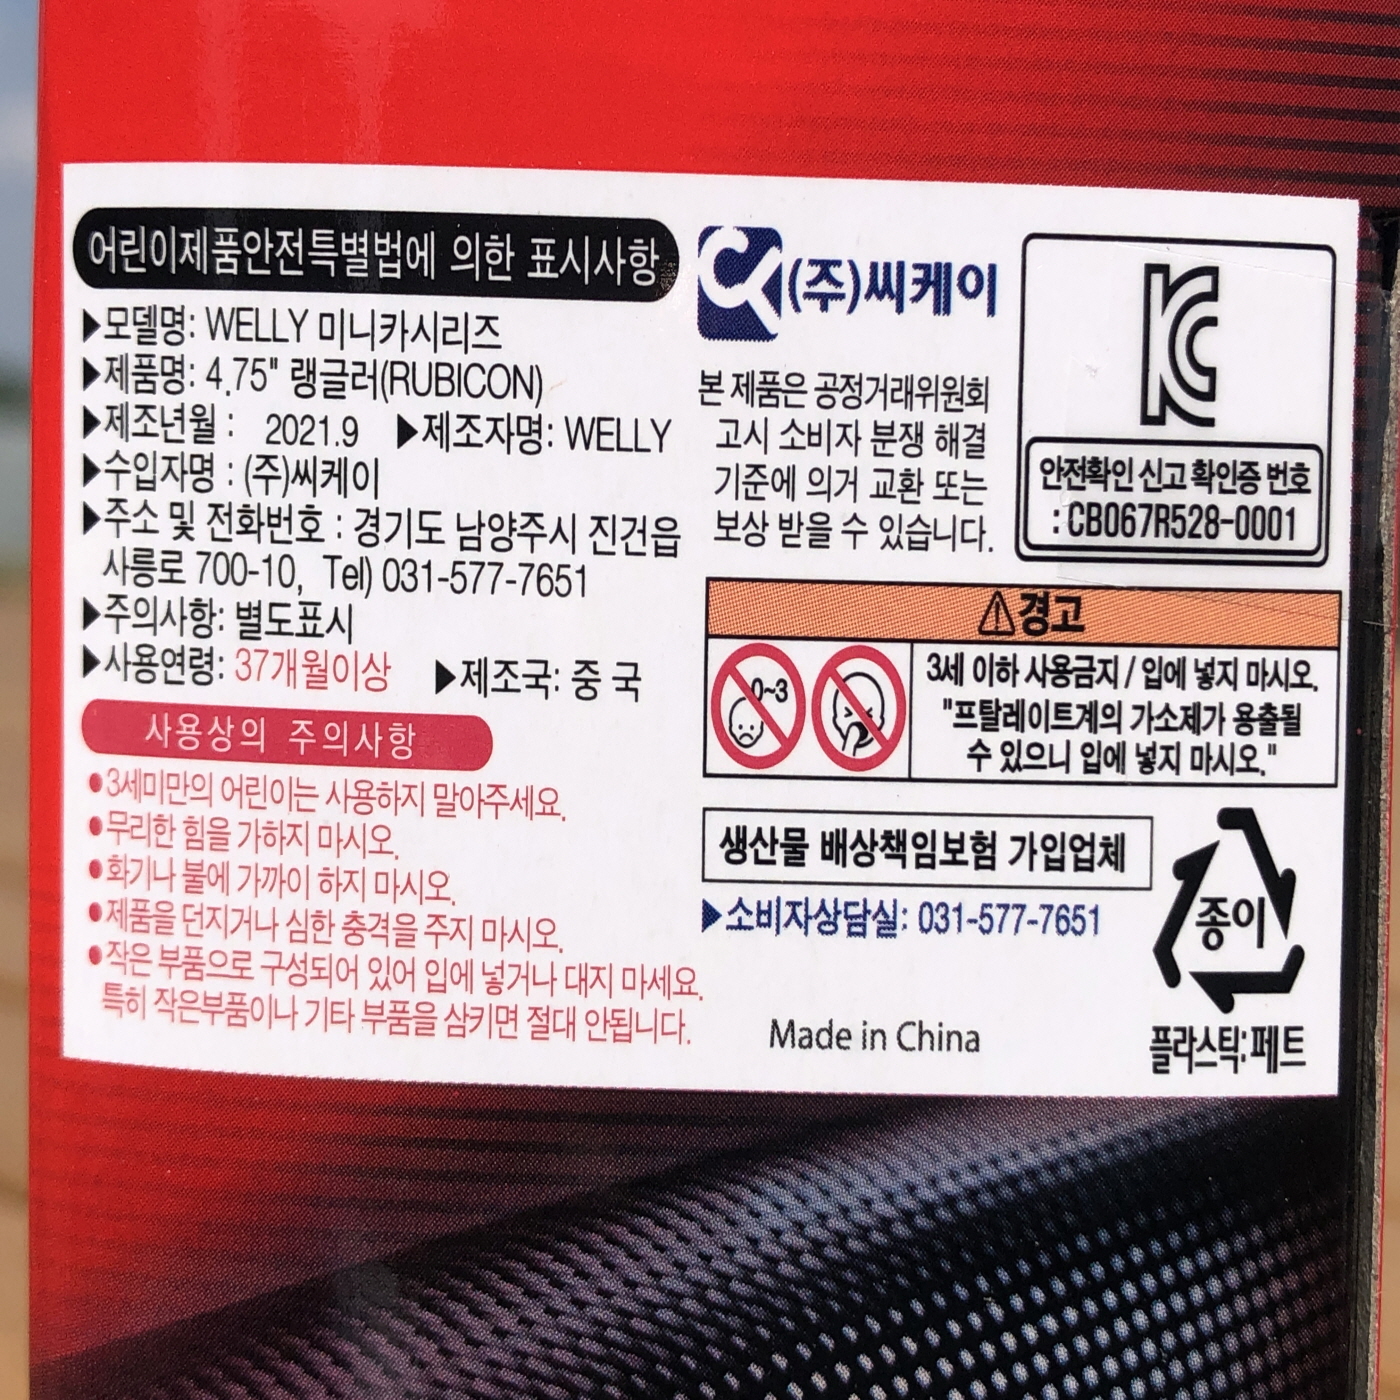 어린이제품안전특별법에 의한 표시사항
▶모델명: WELLY 미니카시리즈
▶제품명: 4.75" 랭글러(RUBICON)
▶제조년월 : 2021.9 ▶제조자명: WELLY
▶수입자명 : (주)씨케이
▶주소 및 전화번호 : 경기도 남양주시 진건읍
사릉로 700-10, Tel) 031-577-7651
▶주의사항: 별도표시
▶사용연령: 37개월이상 ▶제조국: 중 국
사용상의 주의사항
●3세미만의 어린이는 사용하지 말아주세요.
●무리한 힘을 가하지 마시오.
●화기나 불에 가까이 하지 마시오.
●제품을 던지거나 심한 충격을 주지 마시오.
●작은 부품으로 구성되어 있어 입에 넣거나 대지 마세요.
특히 작은부품이나 기타 부품을 삼키면 절대 안됩니다.
(주)씨케이
본 제품은 공정거래위원회
고시 소비자 분쟁 해결
기준에 의거 교환 또는
보상 받을 수 있습니다.
안전확인 신고 확인증 번호
: CB067R528-0001
⚠경고
0~3
3세 이하 사용금지 / 입에 넣지 마시오.
"프탈레이트계의 가소제가 용출될
수 있으니 입에 넣지 마시오."
생산물 배상책임보험 가입업체
▶소비자상담실: 031-577-7651
종이
플라스틱:페트
Made in China